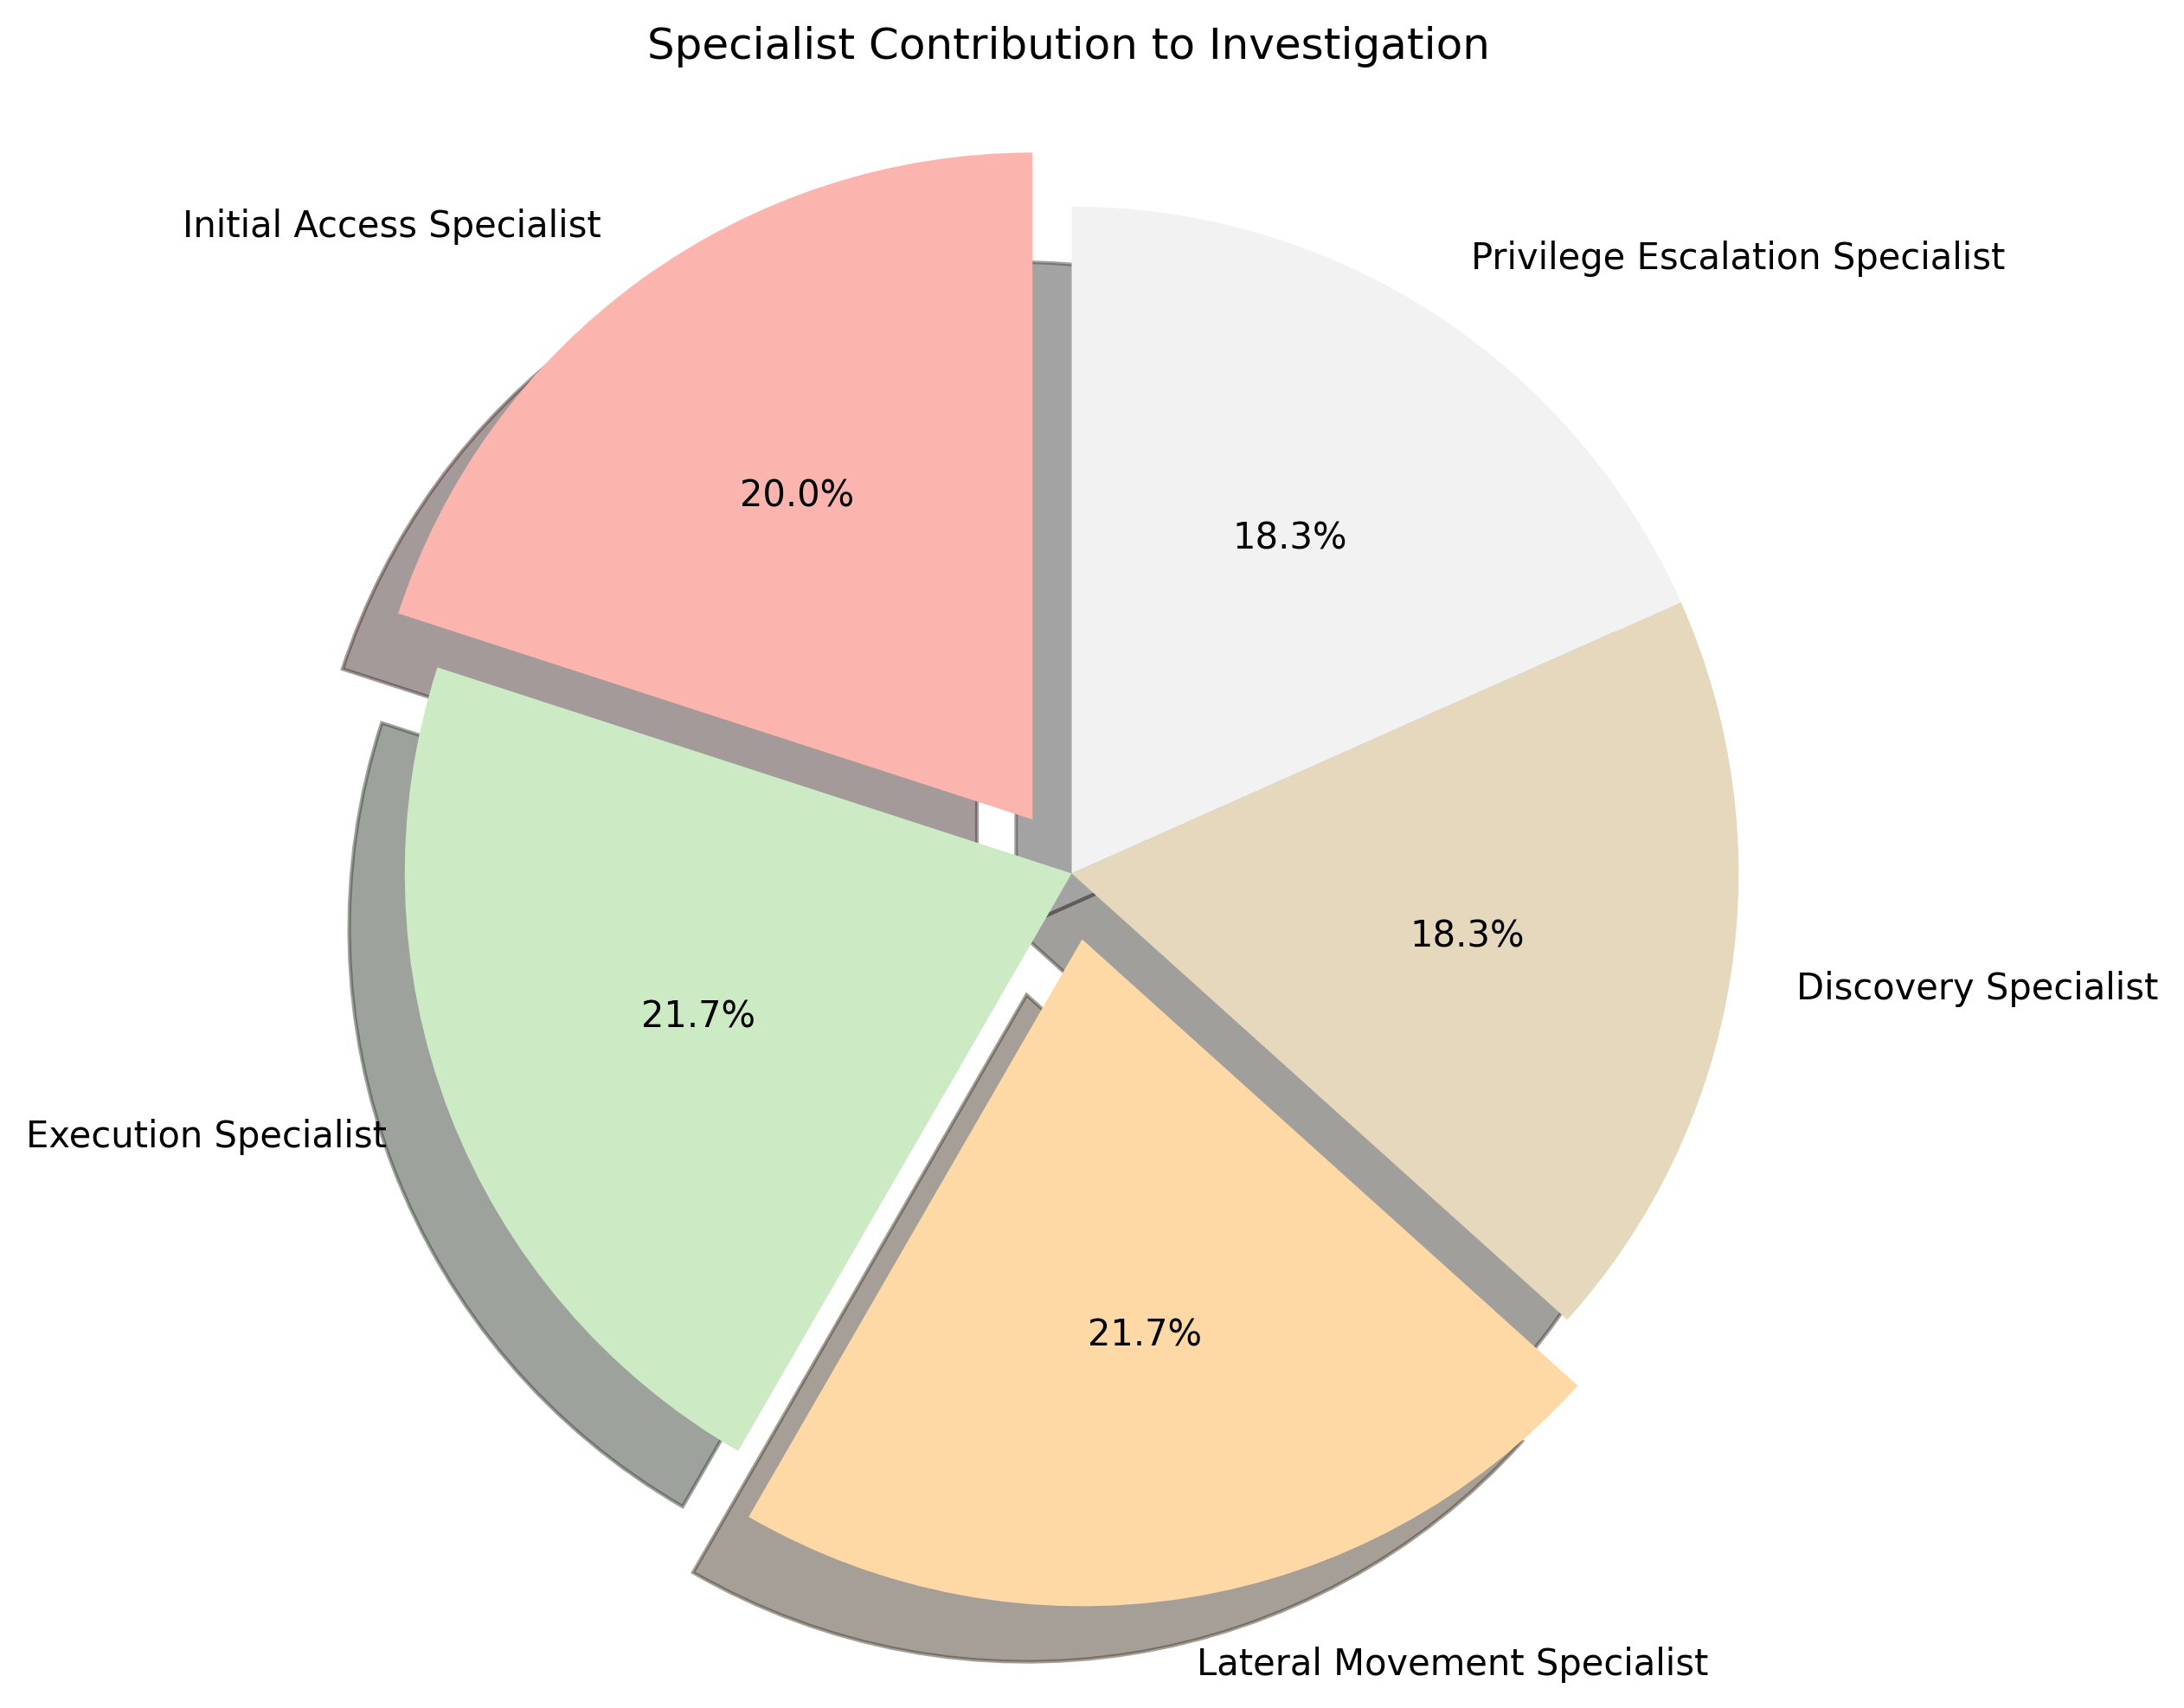 Specialist Contribution to Investigation
Initial Access Specialist
Privilege Escalation Specialist
20.0%
18.3%
18.3%
Discovery Specialist
21.7%
Execution Specialist
21.7%
Lateral Movement Specialist